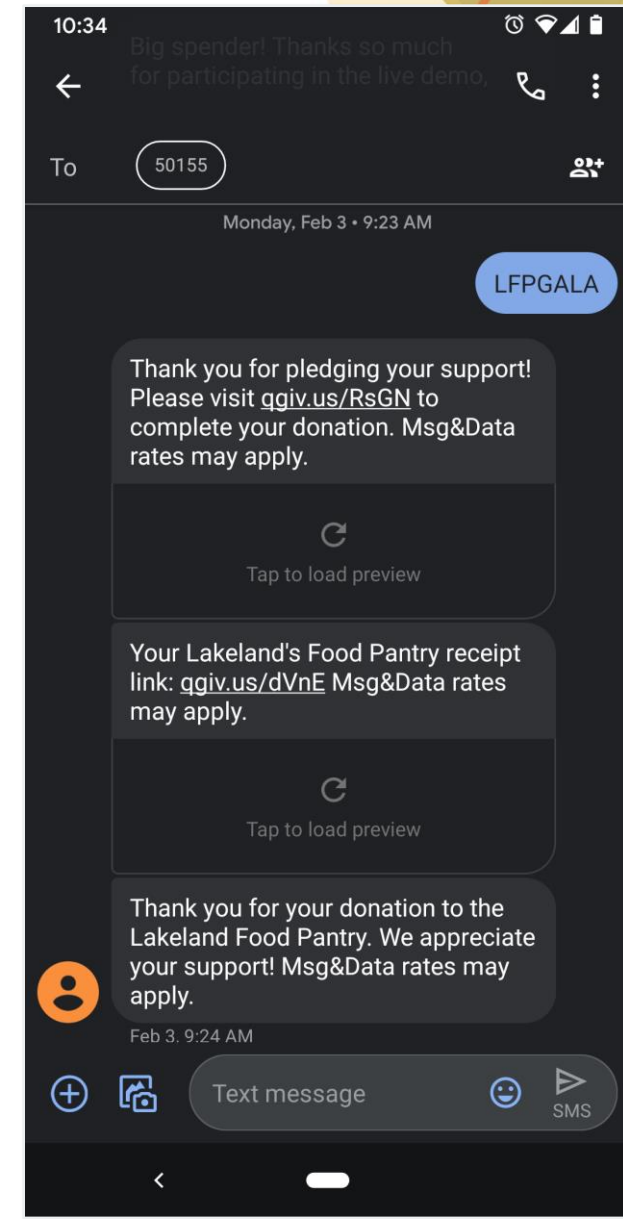 10:34
Big spender! Thanks so much
for participating in the live demo,
To
50155
Monday, Feb 3 • 9:23 AM
LFPGALA
Thank you for pledging your support!
Please visit qgiv.us/RsGN to
complete your donation. Msg&Data
rates may apply.
Tap to load preview
Your Lakeland's Food Pantry receipt
link: qgiv.us/dVnE Msg&Data rates
may apply.
Tap to load preview
Thank you for your donation to the
Lakeland Food Pantry. We appreciate
your support! Msg&Data rates may
apply.
Feb 3. 9:24 AM
Text message
SMS